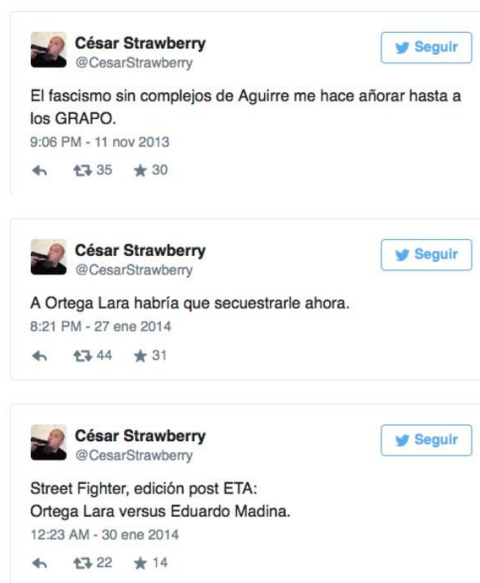 César Strawberry
@CesarStrawberry
Seguir
El fascismo sin complejos de Aguirre me hace añorar hasta a
los GRAPO.
9:06 PM - 11 nov 2013
35 30
César Strawberry
@CesarStrawberry
Seguir
A Ortega Lara habría que secuestrarle ahora.
8:21 PM - 27 ene 2014
44 31
César Strawberry
@CesarStrawberry
Seguir
Street Fighter, edición post ETA:
Ortega Lara versus Eduardo Madina.
12:23 AM - 30 ene 2014
22 14